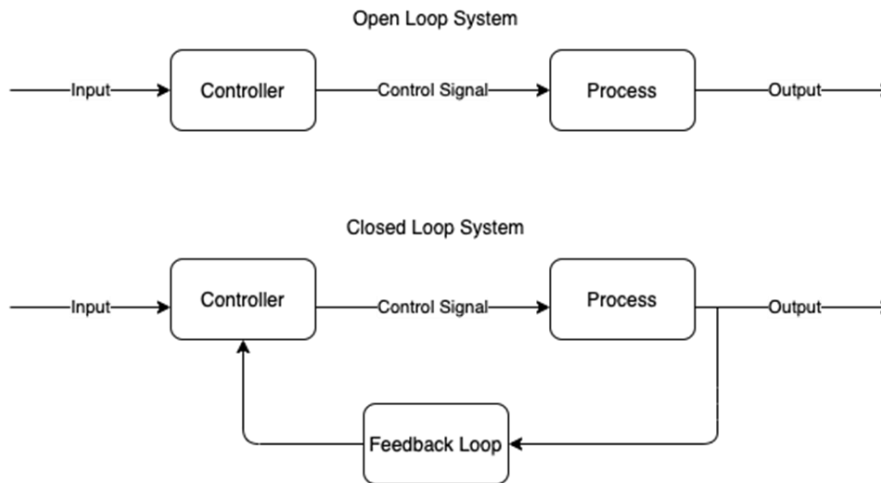 Open Loop System
Input
Controller
Control Signal
Process
Output
Closed Loop System
Input
Controller
Control Signal
Process
Output
Feedback Loop